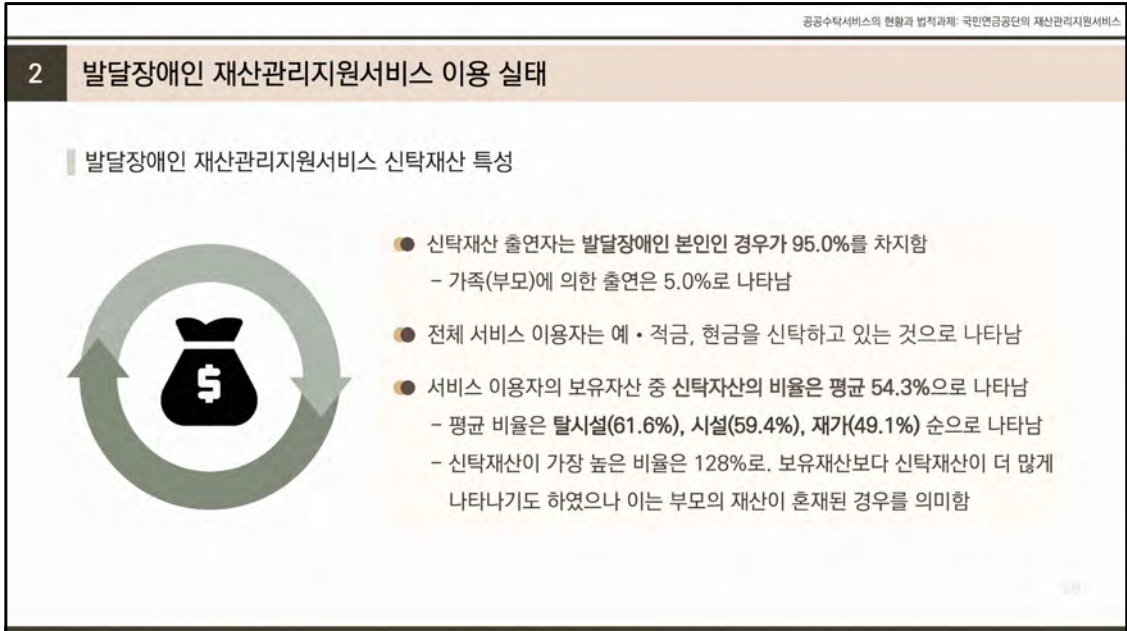 공공수탁서비스의 현황과 법적과제: 국민연금공단의 재산관리지원서비스
2 발달장애인 재산관리지원서비스 이용 실태
발달장애인 재산관리지원서비스 신탁재산 특성
신탁재산 출연자는 발달장애인 본인인 경우가 95.0%를 차지함
- 가족(부모)에 의한 출연은 5.0%로 나타남
전체 서비스 이용자는 예・적금, 현금을 신탁하고 있는 것으로 나타남
서비스 이용자의 보유자산 중 신탁자산의 비율은 평균 54.3%으로 나타남
- 평균 비율은 탈시설(61.6%), 시설(59.4%), 재가(49.1%) 순으로 나타남
- 신탁재산이 가장 높은 비율은 128%로, 보유재산보다 신탁재산이 더 많게
나타나기도 하였으나 이는 부모의 재산이 혼재된 경우를 의미함
$